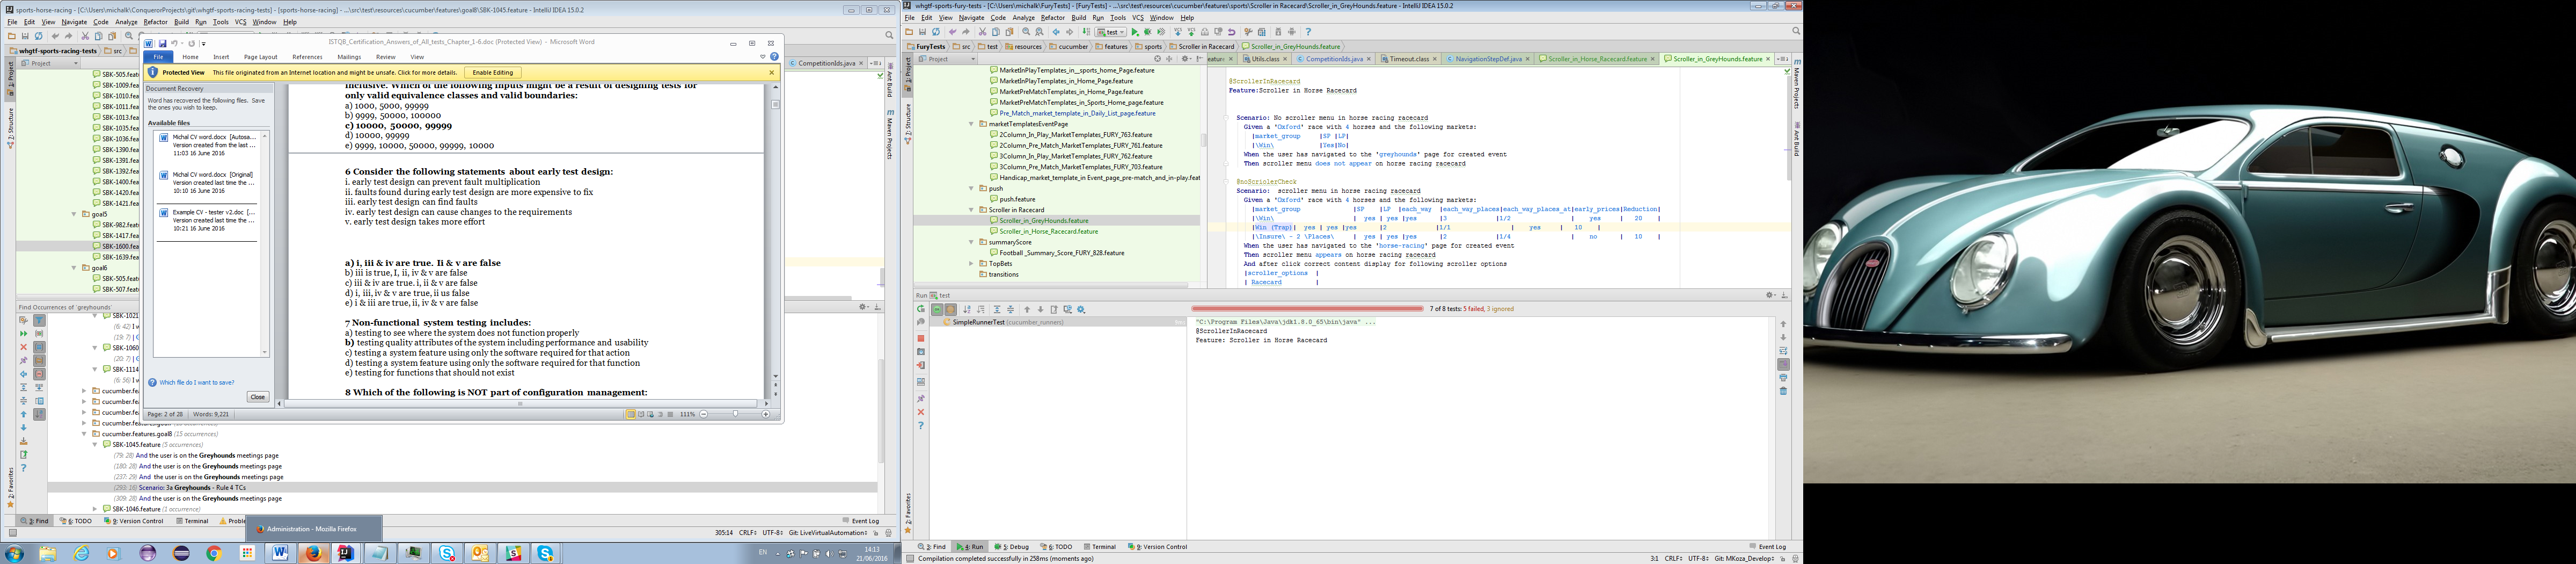 sports-horse-racing - [C:\Users\michalk\ConquerorProjects\git\whgtf-sports-racing-tests] - [sports-horse-racing] - ...\src\test\resources\cucumber\features\goal8\SBK-1045.feature - IntelliJ IDEA 15.0.2
File Edit View Navigate Code Analyze Refactor Build Run Tools VCS Window Help
whgtf-sports-racing-tests src
Project
SBK-505.feat
SBK-1009.fea
SBK-1010.fea
SBK-1011.fea
SBK-1013.fea
SBK-1035.fea
SBK-1036.fea
SBK-1390.fea
SBK-1391.fea
SBK-1392.fea
SBK-1400.fea
SBK-1420.fea
SBK-1421.fea
goal5
SBK-982.feat
SBK-1417.fea
SBK-1600.fea
SBK-1639.fea
goal6
SBK-505.feat
SBK-507.feat
CompetitionIds.java
ISTQB_Certification_Answers_of_All_tests_Chapter_1-6.doc (Protected View) - Microsoft Word
File Home Insert Page Layout References Mailings Review View
Protected View This file originated from an Internet location and might be unsafe. Click for more details. Enable Editing
Document Recovery
Word has recovered the following files. Save
the ones you wish to keep.
Available files
Michal CV word.docx [Autosa...
Version created from the last ...
11:03 16 June 2016
Michal CV word.docx [Original]
Version created last time the ...
10:10 16 June 2016
Example CV - tester v2.doc [...
Version created last time the ...
10:21 16 June 2016
Which file do I want to save?
Close
inclusive. Which of the following inputs might be a result of designing tests for
only valid equivalence classes and valid boundaries:
a) 1000, 5000, 99999
b) 9999, 50000, 100000
c) 10000, 50000, 99999
d) 10000, 99999
e) 9999, 10000, 50000, 99999, 10000
6 Consider the following statements about early test design:
i. early test design can prevent fault multiplication
ii. faults found during early test design are more expensive to fix
iii. early test design can find faults
iv. early test design can cause changes to the requirements
v. early test design takes more effort
a) i, iii & iv are true. Ii & v are false
b) iii is true, I, ii, iv & v are false
c) iii & iv are true. i, ii & v are false
d) i, iii, iv & v are true, ii us false
e) i & iii are true, ii, iv & v are false
7 Non-functional system testing includes:
a) testing to see where the system does not function properly
b) testing quality attributes of the system including performance and usability
c) testing a system feature using only the software required for that action
d) testing a system feature using only the software required for that function
e) testing for functions that should not exist
8 Which of the following is NOT part of configuration management:
Page: 2 of 28 Words: 9,221 111%
Find Occurrences of 'greyhounds'
SBK-1021
(6: 42) I w
(19: 7) | G
SBK-1060
(20: 7) | G
SBK-1114
(6: 56) I w
cucumber.fea
cucumber.fea
cucumber.fea
cucumber.features.goal8 (15 occurrences)
SBK-1045.feature (5 occurrences)
(79: 28) And the user is on the Greyhounds meetings page
(180: 28) And the user is on the Greyhounds meetings page
(237: 29) And the user is on the Greyhounds meetings page
(293: 16) Scenario: 3a Greyhounds - Rule 4 TCs
(309: 28) And the user is on the Greyhounds meetings page
SBK-1046.feature (1 occurrence)
3: Find 6: TODO 9: Version Control Terminal Proble Event Log
Administration - Mozilla Firefox
305:14 CRLF÷ UTF-8÷ Git: LiveVirtualAutomation÷
EN 14:13
21/06/2016
Ant Build
Maven Projects
1: Project
7: Structure
2: Favorites
whgtf-sports-fury-tests - [C:\Users\michalk\FuryTests] - [FuryTests] - ...\src\test\resources\cucumber\features\sports\Scroller in Racecard\Scroller_in_GreyHounds.feature - IntelliJ IDEA 15.0.2
File Edit View Navigate Code Analyze Refactor Build Run Tools VCS Window Help
test
FuryTests src test resources cucumber features sports Scroller in Racecard Scroller_in_GreyHounds.feature
Project
eature Utils.class CompetitionIds.java Timeout.class NavigationStepDef.java Scroller_in_Horse_Racecard.feature Scroller_in_GreyHounds.feature
MarketInPlayTemplates_in__sports_home_Page.feature
MarketInPlayTemplates_in_Home_Page.feature
MarketPreMatchTemplates_in_Home_Page.feature
MarketPreMatchTemplates_in_Sports_Home_page.feature
Pre_Match_market_template_in_Daily_List_page.feature
marketTemplatesEventPage
2Column_In_Play_MarketTemplates_FURY_763.feature
2Column_Pre_Match_MarketTemplates_FURY_761.feature
3Column_In_Play_MarketTemplates_FURY_762.feature
3Column_Pre_Match_MarketTemplates_FURY_703.feature
Handicap_market_template_in Event_page_pre-match_and_in-play.feat
push
push.feature
Scroller in Racecard
Scroller_in_GreyHounds.feature
Scroller_in_Horse_Racecard.feature
summaryScore
Football _Summary_Score_FURY_828.feature
TopBets
transitions
@ScrollerInRacecard
Feature:Scroller in Horse Racecard
Scenario: No scroller menu in horse racing racecard
Given a "Oxford" race with 4 horses and the following markets:
|market_group |SP |LP|
|\Win\ |Yes|No|
When the user has navigated to the 'greyhounds' page for created event
Then scroller menu does not appear on horse racing racecard
@noScriolerCheck
Scenario: scroller menu in horse racing racecard
Given a "Oxford" race with 4 horses and the following markets:
|market_group |SP |LP |each_way |each_way_places|each_way_places_at|early_prices|Reduction|
|\Win\ | yes | yes |yes |3 |1/2 | yes | 20 |
|Win (Trap)| yes | yes |yes |2 |1/1 | yes | 10 |
|\Insure\ - 2 \Places\ | yes | yes |yes |2 |1/4 | no | 10 |
When the user has navigated to the 'horse-racing' page for created event
Then scroller menu appears on horse racing racecard
And after click correct content display for following scroller options
|scroller_options |
| Racecard |
Run test
7 of 8 tests: 5 failed, 3 ignored
SimpleRunnerTest (cucumber_runners)
"C:\Program Files\Java\jdk1.8.0_65\bin\java" ...
@ScrollerInRacecard
Feature: Scroller in Horse Racecard
3: Find 4: Run 5: Debug 6: TODO Terminal 9: Version Control Event Log
Compilation completed successfully in 258ms (moments ago) 3:1 CRLF÷ UTF-8÷ Git: MKoza_Develop÷
1: Project
7: Structure
2: Favorites
Maven Projects
Ant Build